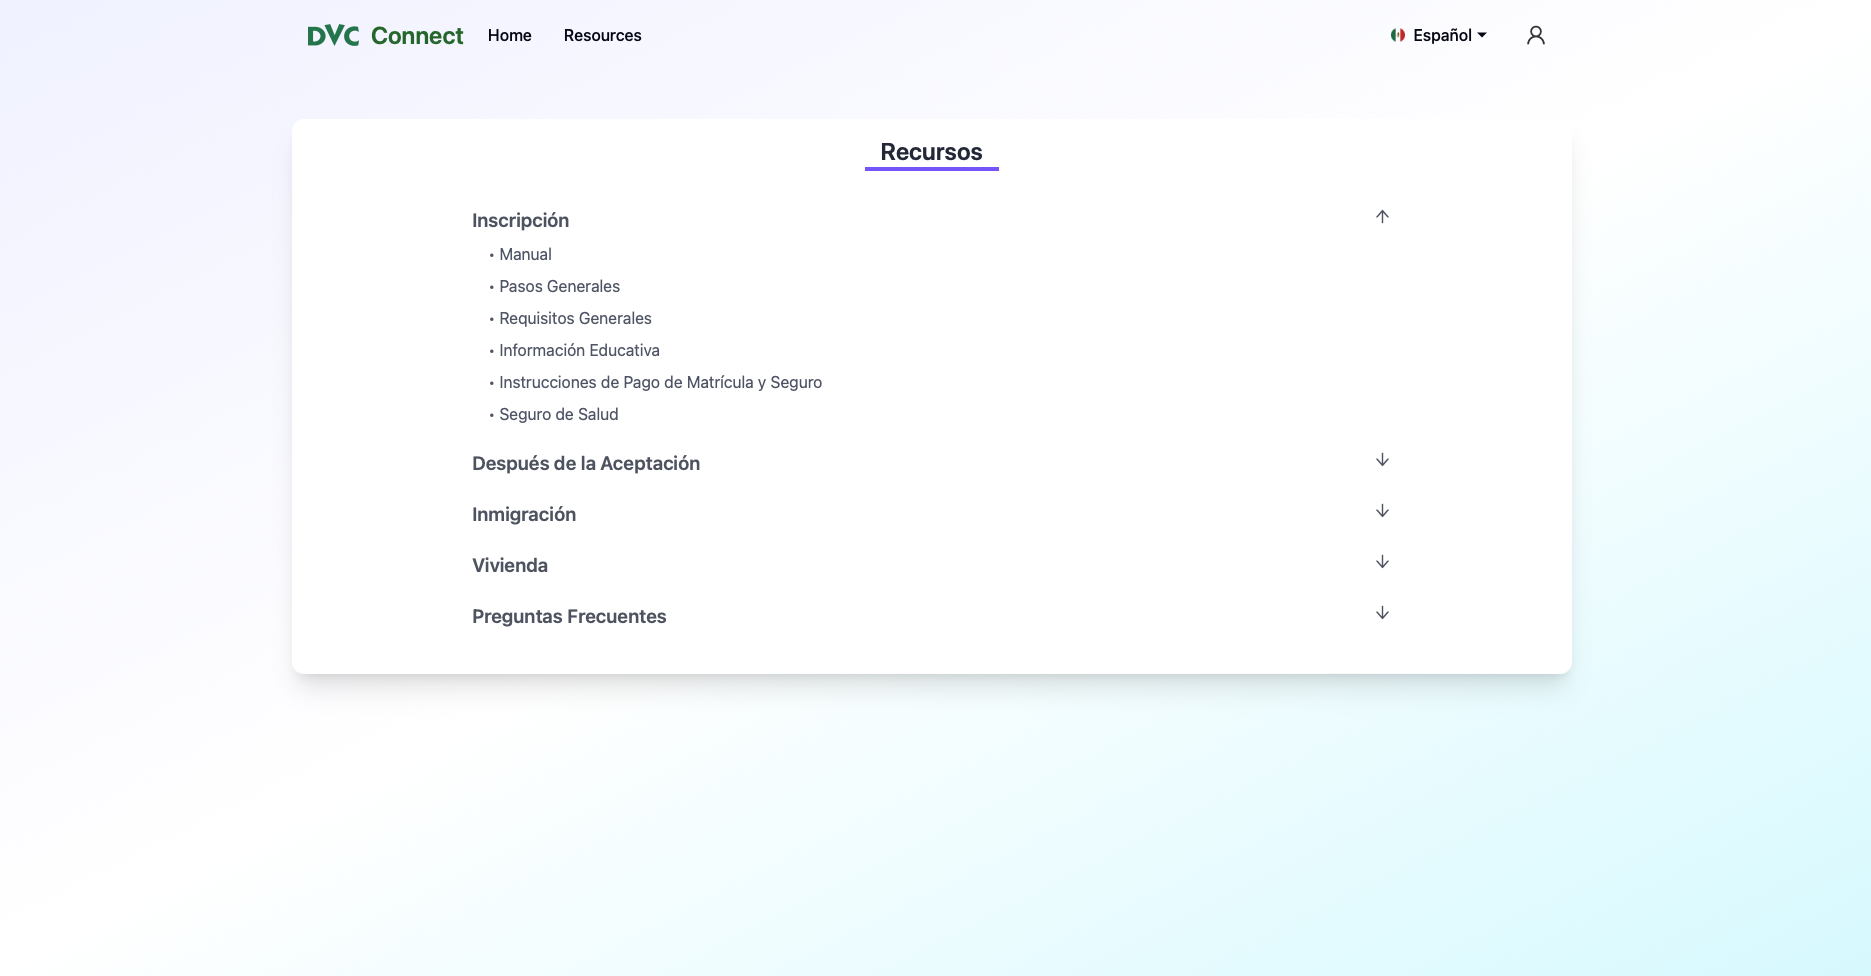 DVC Connect Home Resources Español
Recursos
Inscripción
• Manual
• Pasos Generales
• Requisitos Generales
• Información Educativa
• Instrucciones de Pago de Matrícula y Seguro
• Seguro de Salud
Después de la Aceptación
Inmigración
Vivienda
Preguntas Frecuentes